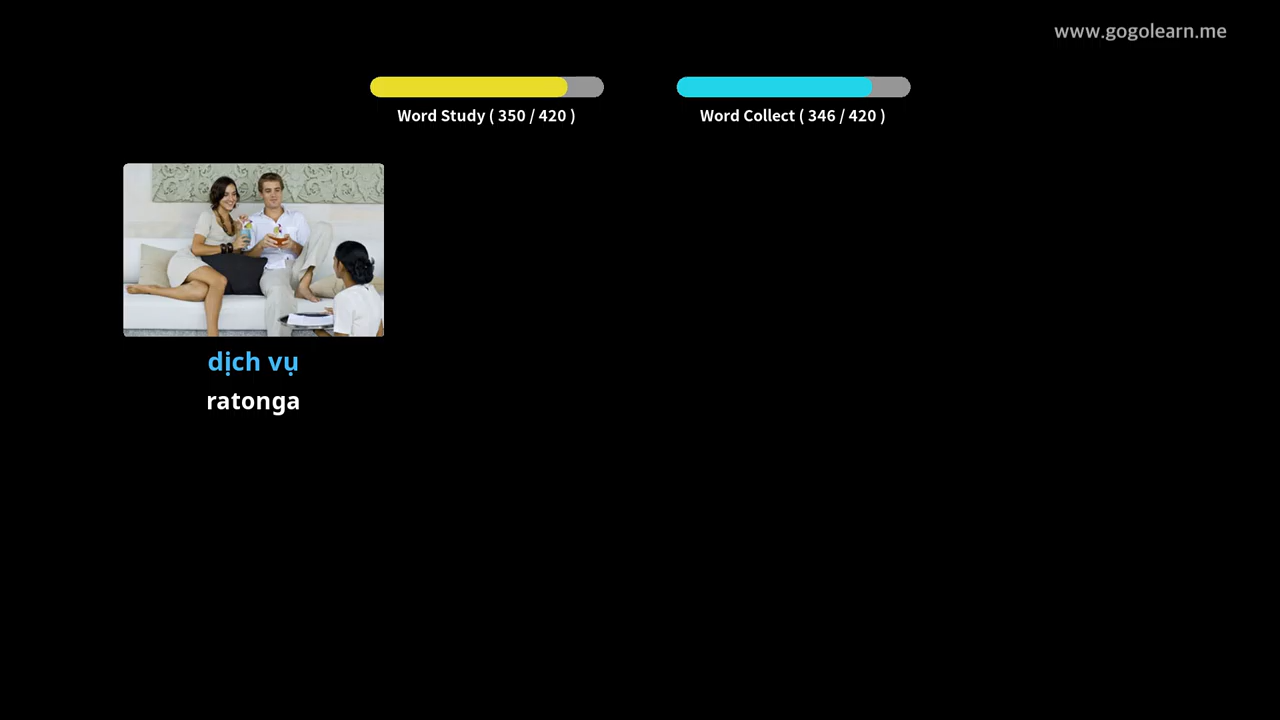 www.gogolearn.me
Word Study ( 350 / 420 )
Word Collect ( 346 / 420 )
dịch vụ
ratonga